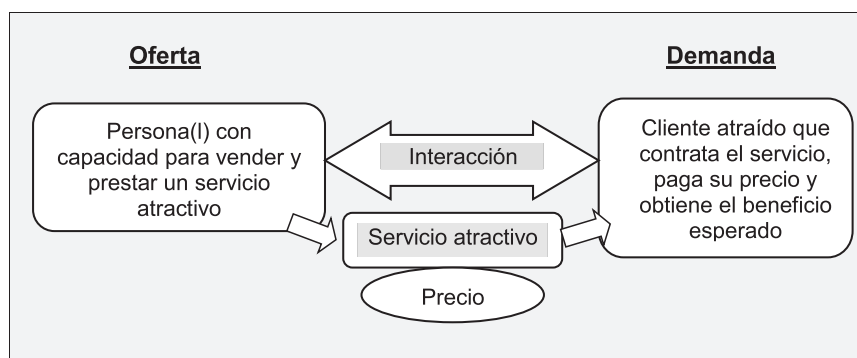 Oferta
Demanda
Persona(l) con
capacidad para vender y
prestar un servicio
atractivo
Interacción
Cliente atraído que
contrata el servicio,
paga su precio y
obtiene el beneficio
esperado
Servicio atractivo
Precio